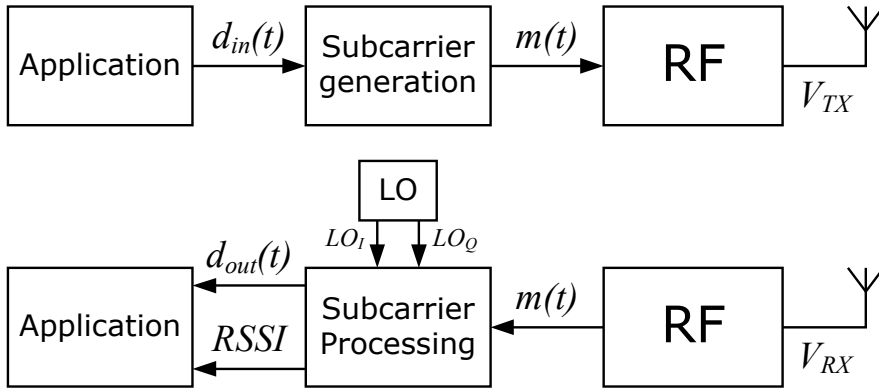 Application
d_in(t)
Subcarrier
generation
m(t)
RF
V_TX
LO
LO_I
LO_Q
Application
d_out(t)
RSSI
Subcarrier
Processing
m(t)
RF
V_RX